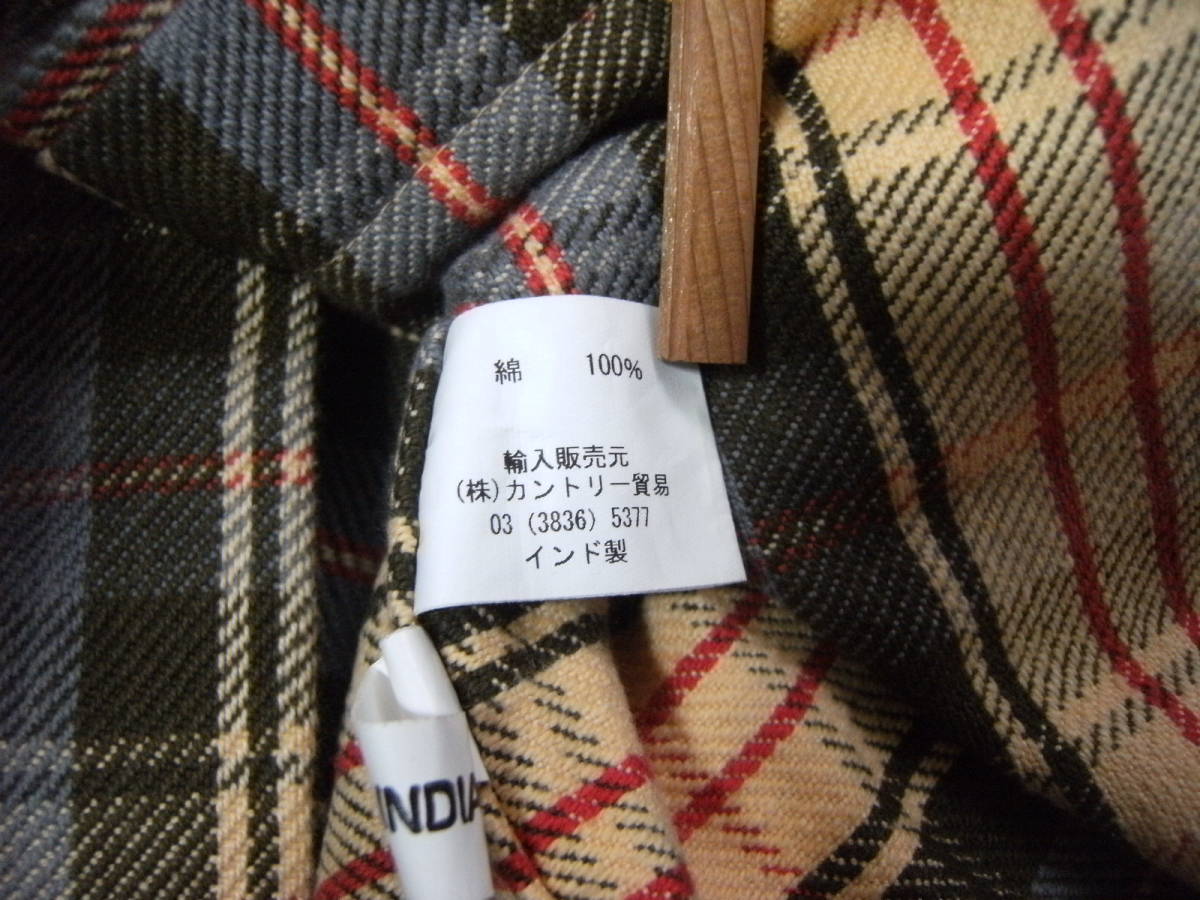 綿 100%
輸入販売元
(株)カントリー貿易
03 (3836) 5377
インド製
INDIA